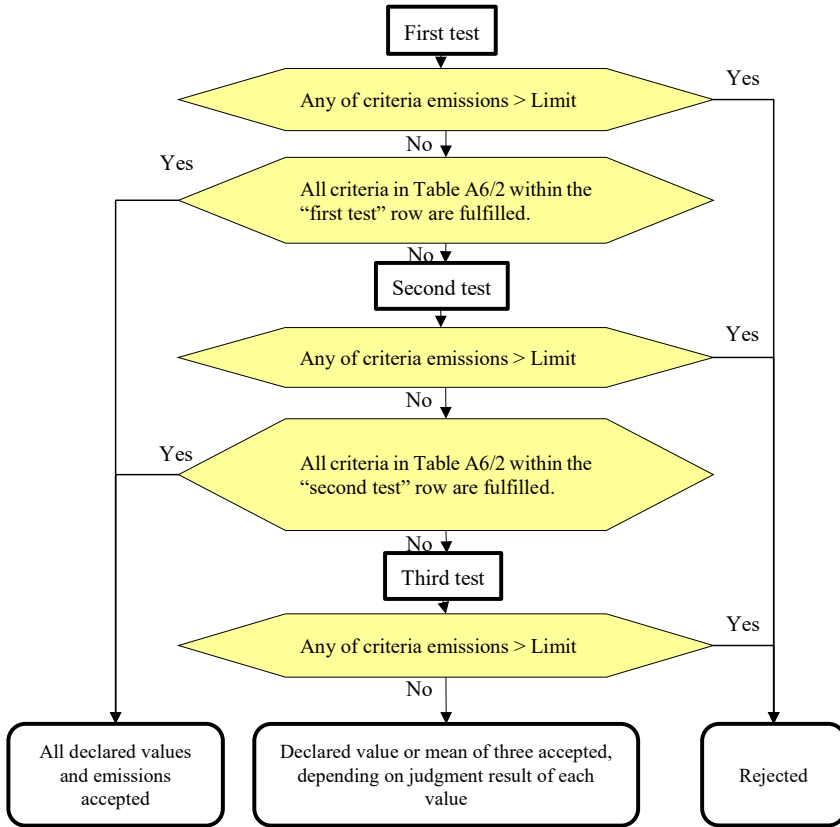 First test
Any of criteria emissions > Limit
Yes
No
Yes
All criteria in Table A6/2 within the
“first test” row are fulfilled.
No
Second test
Any of criteria emissions > Limit
Yes
No
Yes
All criteria in Table A6/2 within the
“second test” row are fulfilled.
No
Third test
Any of criteria emissions > Limit
Yes
No
All declared values
and emissions
accepted
Declared value or mean of three accepted,
depending on judgment result of each
value
Rejected